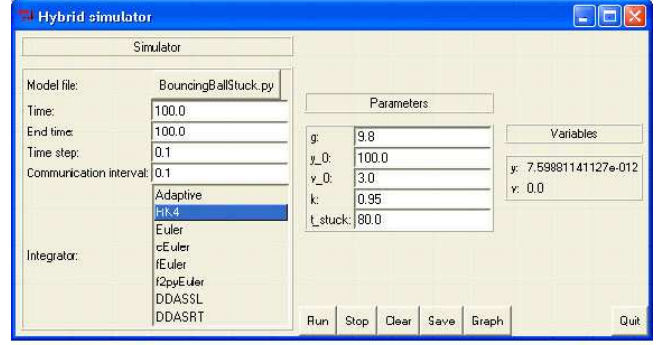 Hybrid simulator
Simulator
Model file: BouncingBallStuck.py
Time: 100.0
End time: 100.0
Time step: 0.1
Communication interval: 0.1
Integrator:
Adaptive
RK4
Euler
cEuler
fEuler
f2pyEuler
DDASSL
DDASRT
Parameters
g: 9.8
y_0: 100.0
v_0: 3.0
k: 0.95
t_stuck: 80.0
Variables
y: 7.59881141127e-012
v: 0.0
Run Stop Clear Save Graph Quit